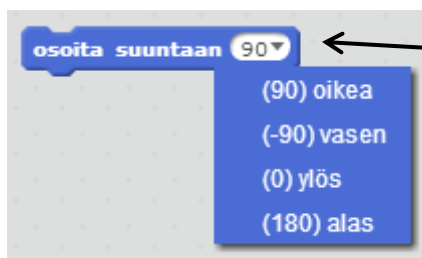 osoita suuntaan 90
(90) oikea
(-90) vasen
(0) ylös
(180) alas